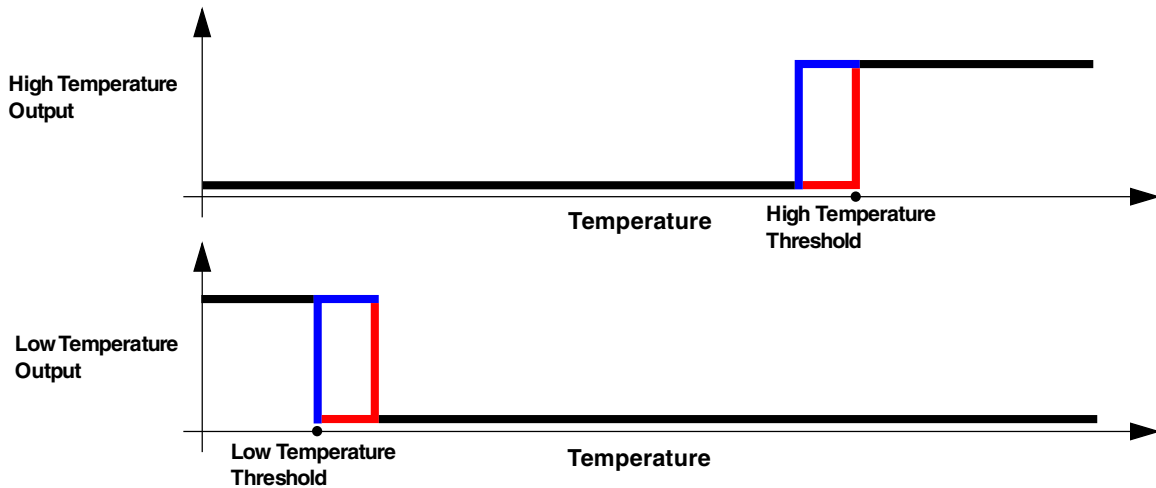 High Temperature
Output
Temperature
High Temperature
Threshold
Low Temperature
Output
Low Temperature
Threshold
Temperature